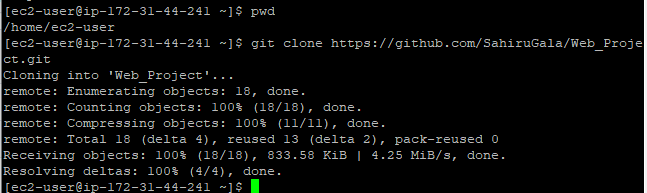 [ec2-user@ip-172-31-44-241 ~]$ pwd
/home/ec2-user
[ec2-user@ip-172-31-44-241 ~]$ git clone https://github.com/SahiruGala/Web_Proje
ct.git
Cloning into 'Web_Project'...
remote: Enumerating objects: 18, done.
remote: Counting objects: 100% (18/18), done.
remote: Compressing objects: 100% (11/11), done.
remote: Total 18 (delta 4), reused 13 (delta 2), pack-reused 0
Receiving objects: 100% (18/18), 833.58 KiB | 4.25 MiB/s, done.
Resolving deltas: 100% (4/4), done.
[ec2-user@ip-172-31-44-241 ~]$